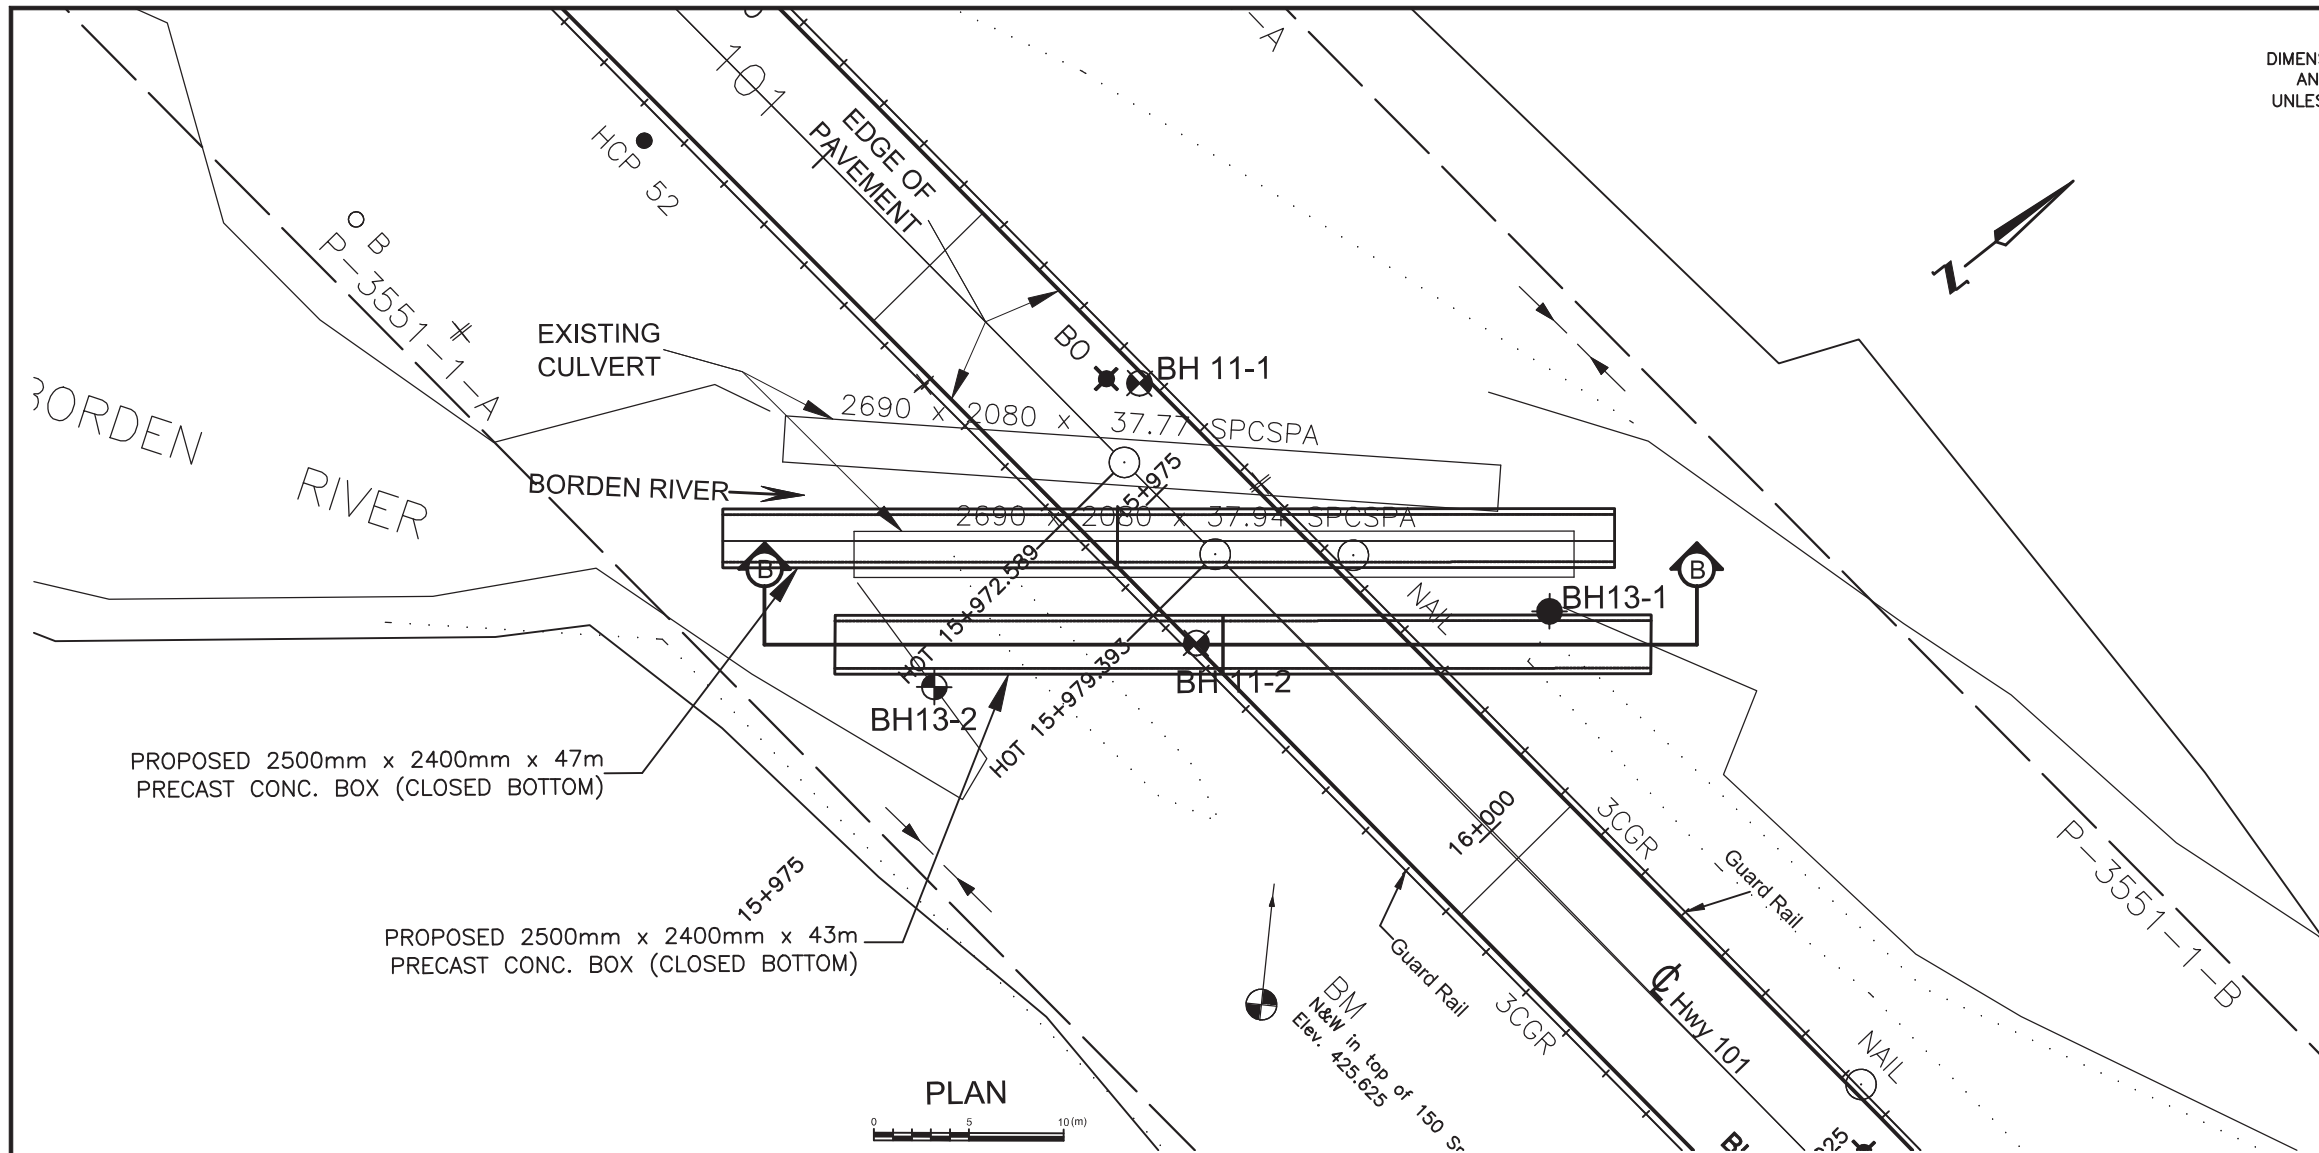 DIMENS
AN
UNLES
101
A
EDGE OF
PAVEMENT
HCP 52
B
P-3551-1-A
Z
EXISTING
CULVERT
BO
BH 11-1
2690 x 2080 x 37.77 SPCSPA
BORDEN RIVER
BORDEN RIVER
15+975
2690 x 2080 x 37.94 SPCSPA
B
B
HOT 15+972.589
NAIL
BH13-1
HOT 15+979.393
BH 11-2
BH13-2
PROPOSED 2500mm x 2400mm x 47m
PRECAST CONC. BOX (CLOSED BOTTOM)
16+000
3CGR
Guard Rail
P-3551-1-B
15+975
PROPOSED 2500mm x 2400mm x 43m
PRECAST CONC. BOX (CLOSED BOTTOM)
Guard Rail
3CGR
BM
N&W in top of 150
Elev. 425.625
℄ Hwy 101
NAIL
PLAN
0 5 10 (m)